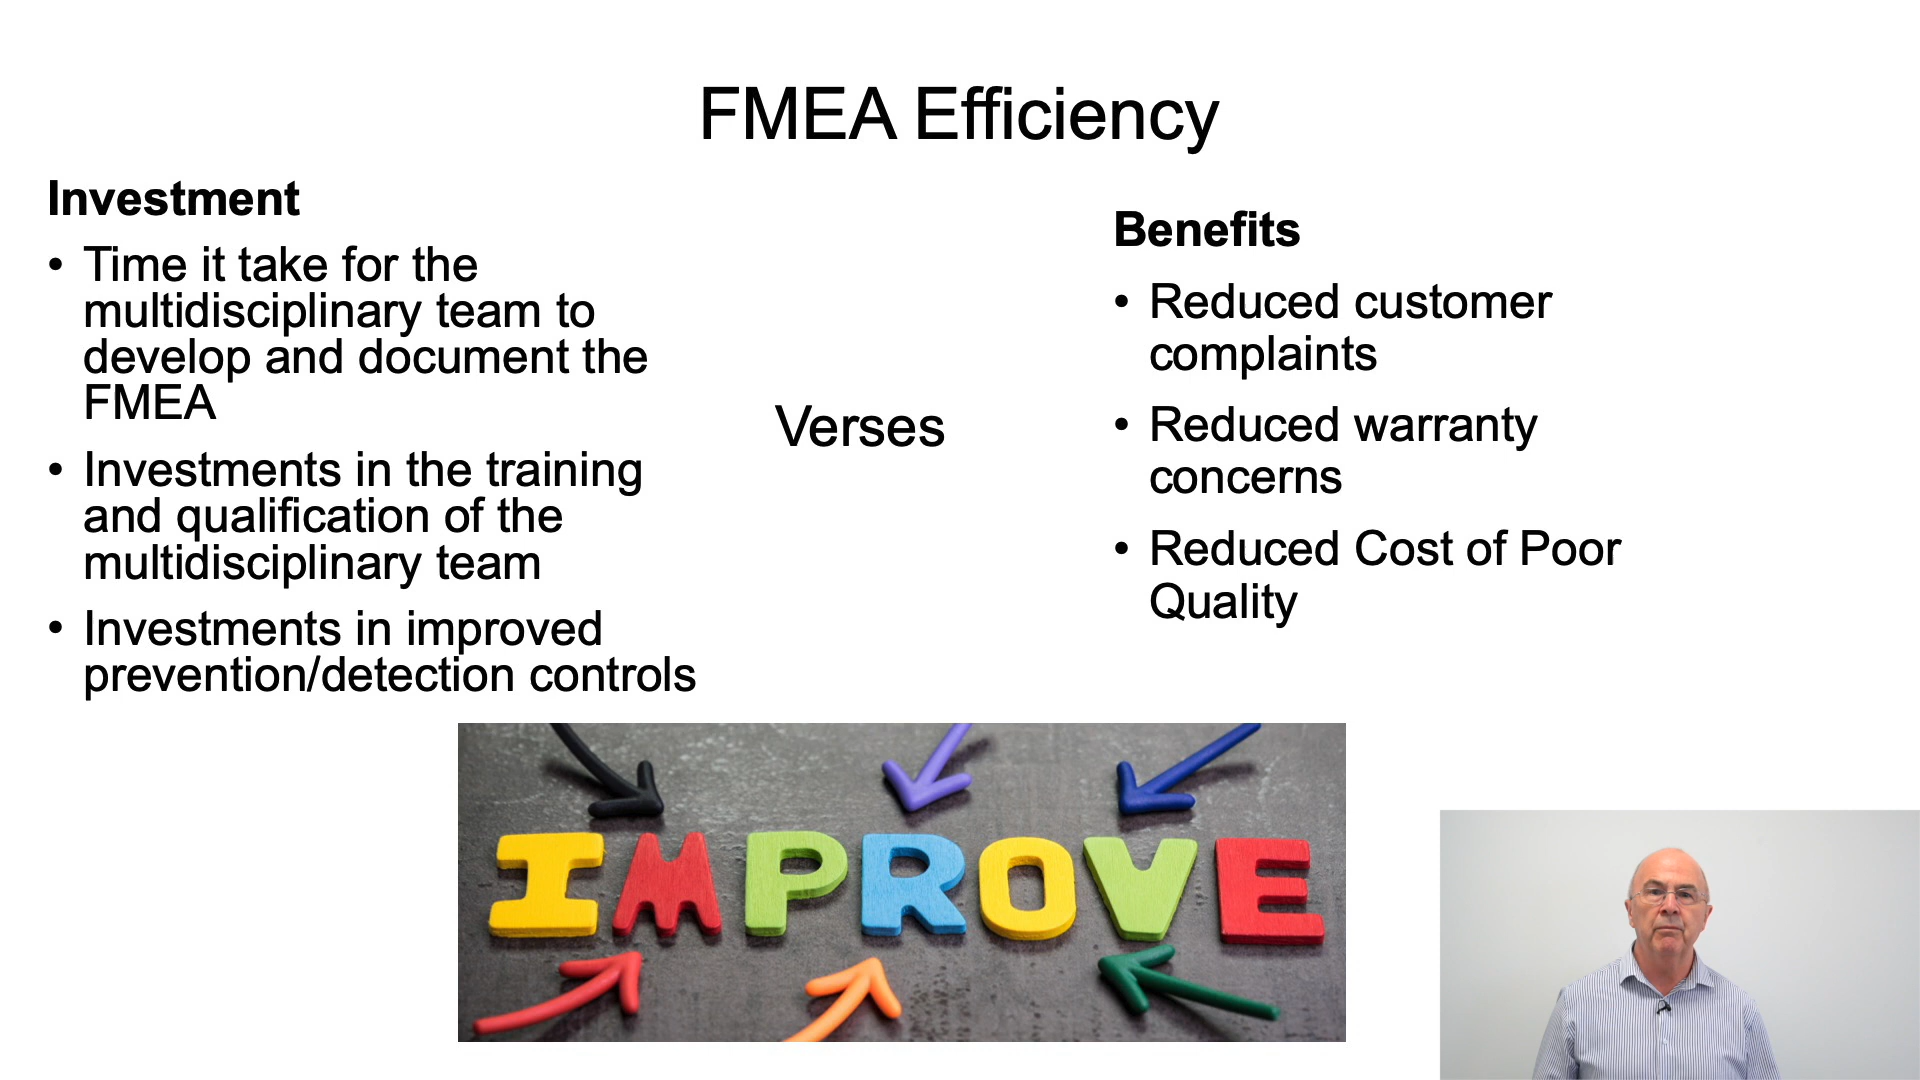 FMEA Efficiency
Investment
• Time it take for the
multidisciplinary team to
develop and document the
FMEA
• Investments in the training
and qualification of the
multidisciplinary team
• Investments in improved
prevention/detection controls
Verses
Benefits
• Reduced customer
complaints
• Reduced warranty
concerns
• Reduced Cost of Poor
Quality
IMPROVE